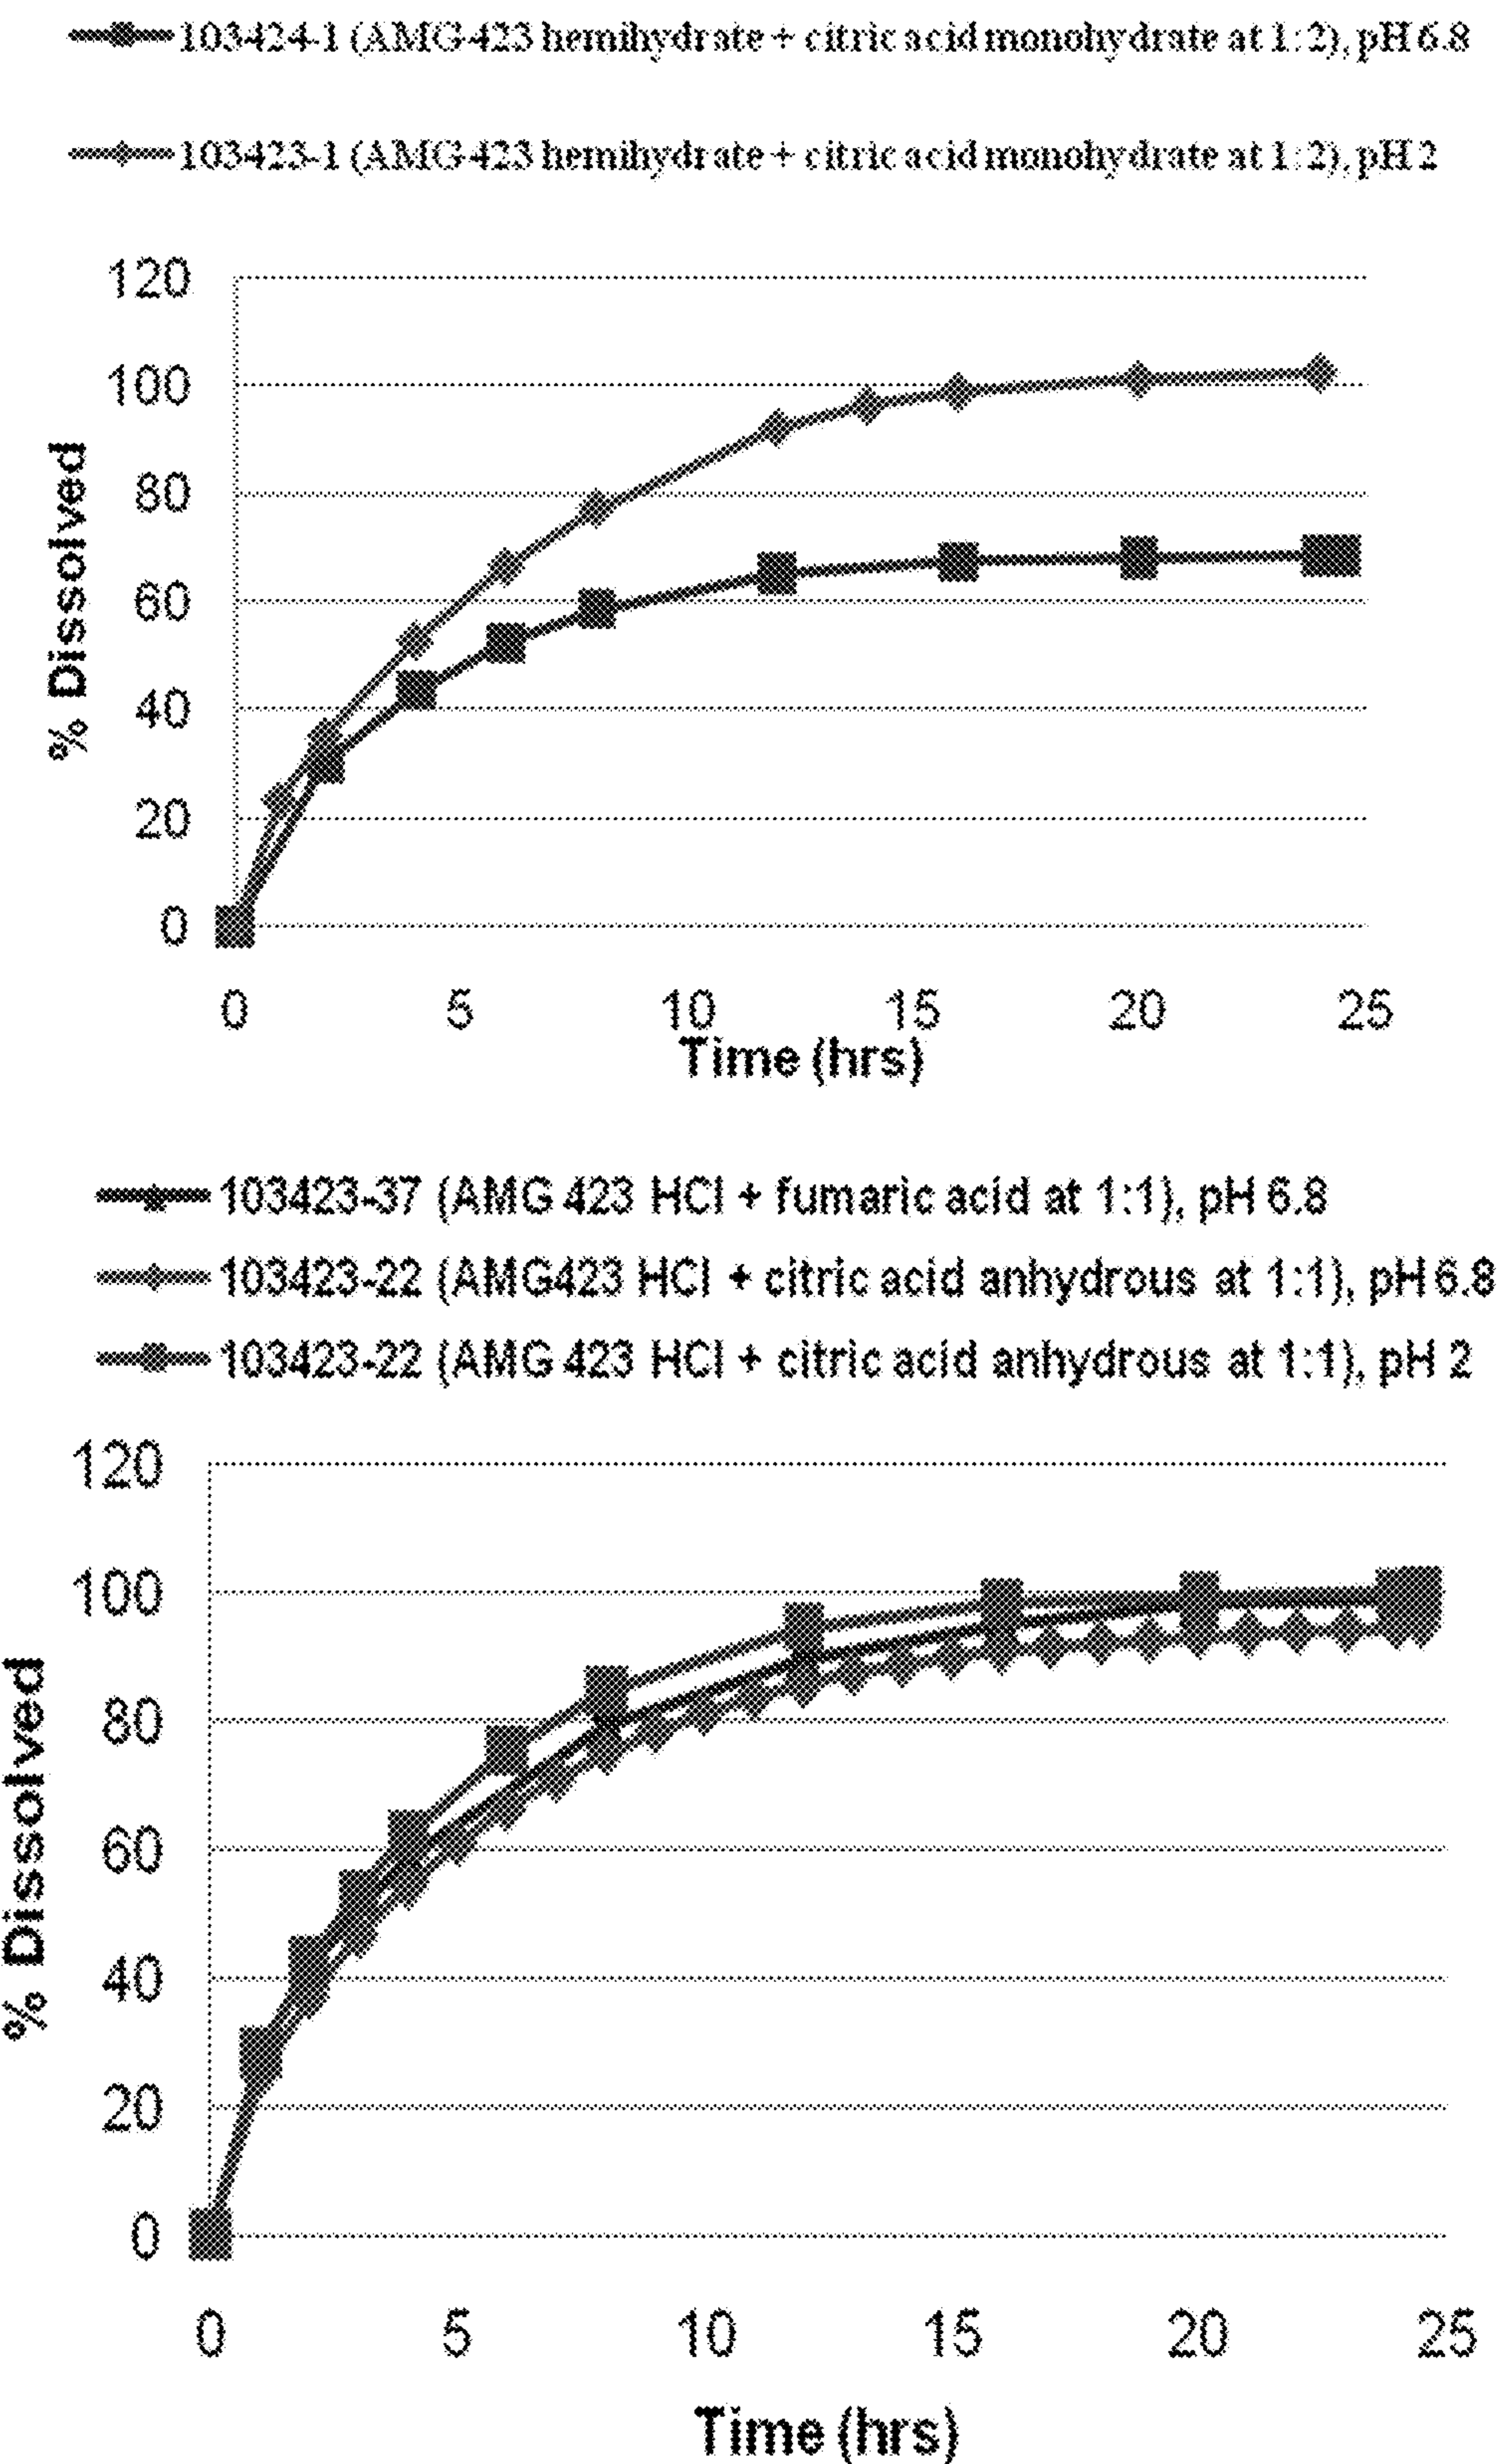 103424-1 (AMG 423 hemihydrate + citric acid monohydrate at 1:2), pH 6.8
103423-1 (AMG 423 hemihydrate + citric acid monohydrate at 1:2), pH 2
120
100
80
60
40
20
0
% Dissolved
0 5 10 15 20 25
Time (hrs)
103423-37 (AMG 423 HCl + fumaric acid at 1:1), pH 6.8
103423-22 (AMG423 HCl + citric acid anhydrous at 1:1), pH 6.8
103423-22 (AMG 423 HCl + citric acid anhydrous at 1:1), pH 2
120
100
80
60
40
20
0
% Dissolved
0 5 10 15 20 25
Time (hrs)